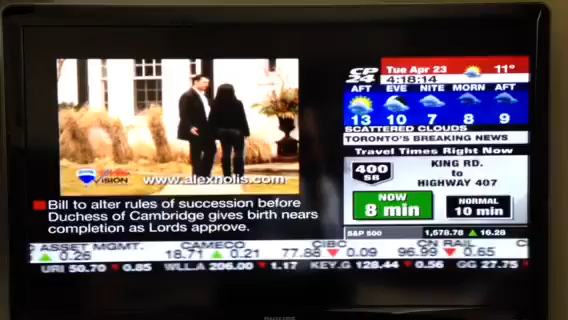 CP 24
Tue Apr 23
4:18:14
11°
AFT EVE NITE MORN AFT
13 10 7 8 9
SCATTERED CLOUDS
TORONTO'S BREAKING NEWS
Travel Times Right Now
400 SB
KING RD.
to
HIGHWAY 407
NOW
8 min
NORMAL
10 min
S&P 500 1,578.78 ▲ 16.28
VISION
www.alexnolis.com
Bill to alter rules of succession before
Duchess of Cambridge gives birth nears
completion as Lords approve.
ASSET MGMT. CAMECO CIBC CN RAIL
▲ 0.26 18.71 ▲ 0.21 77.88 ▼ 0.09 96.99 ▼ 0.65
URI 50.70 ▼ 0.85 WLL.A 206.00 ▼ 1.17 KEY.G 128.44 ▼ 0.56 GG 27.75